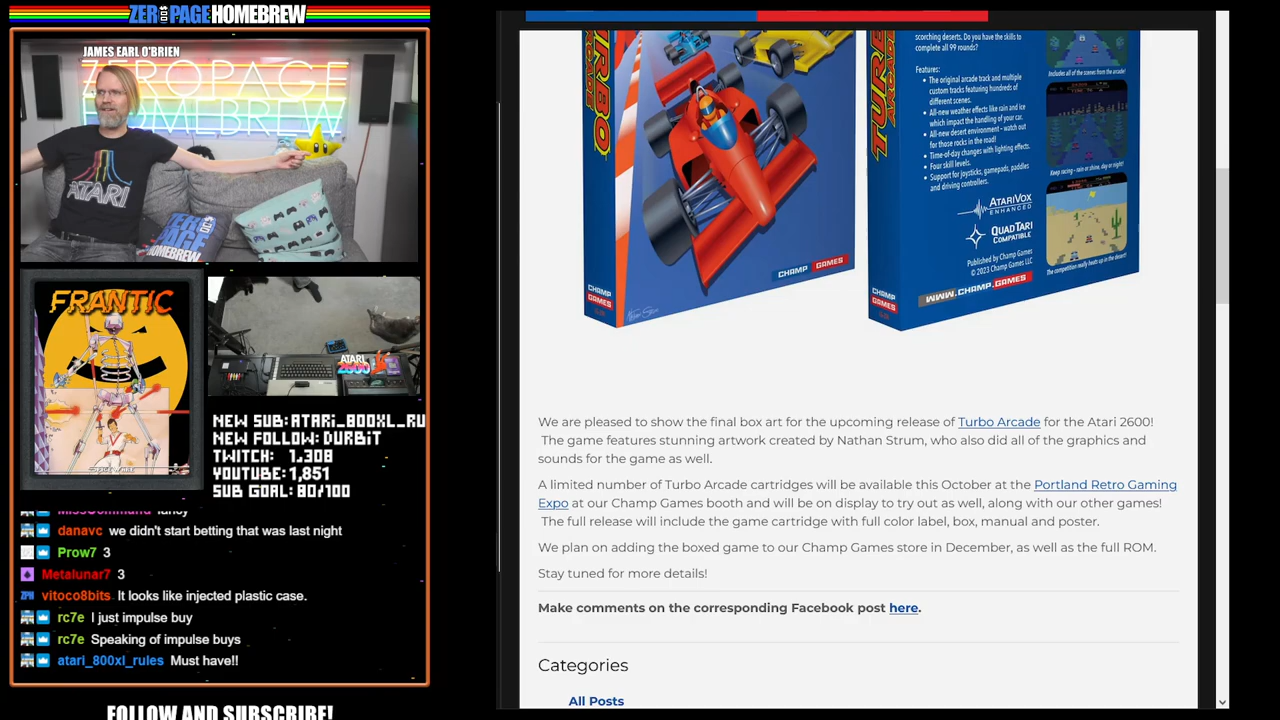 ZEROPAGE HOMEBREW
JAMES EARL O'BRIEN
ZEROPAGE
HOMEBREW
ATARI
ZERO
PAGE
HOMEBREW
FRANTIC
ATARI
2600
NEW SUB:ATARI_800XL_RU
NEW FOLLOW:DURBIT
TWITCH: 1,308
YOUTUBE:1,851
SUB GOAL:80/100
MissCommand fancy
danavc we didn't start betting that was last night
Prow7 3
Metalunar7 3
vitoco8bits It looks like injected plastic case.
rc7e I just impulse buy
rc7e Speaking of impulse buys
atari_800xl_rules Must have!!
FOLLOW AND SUBSCRIBE!
CHAMP GAMES
CHAMP
GAMES
scorching deserts. Do you have the skills to
complete all 99 rounds?
Features:
• The original arcade track and multiple
custom tracks featuring hundreds of
different scenes.
• All-new weather effects like rain and ice
which impact the handling of your car.
• All-new desert environment - watch out
for those rocks in the road!
• Time-of-day changes with lighting effects.
• Four skill levels.
• Support for joysticks, gamepads, paddles
and driving controllers.
ATARIVOX
ENHANCED
QUADTARI
COMPATIBLE
Published by Champ Games
© 2023 Champ Games LLC
WWW.CHAMP.GAMES
CHAMP
GAMES
Includes all of the scenes from the arcade!
Keep racing - rain or shine, day or night!
The competition really heats up in the desert!
We are pleased to show the final box art for the upcoming release of Turbo Arcade for the Atari 2600!
The game features stunning artwork created by Nathan Strum, who also did all of the graphics and
sounds for the game as well.
A limited number of Turbo Arcade cartridges will be available this October at the Portland Retro Gaming
Expo at our Champ Games booth and will be on display to try out as well, along with our other games!
The full release will include the game cartridge with full color label, box, manual and poster.
We plan on adding the boxed game to our Champ Games store in December, as well as the full ROM.
Stay tuned for more details!
Make comments on the corresponding Facebook post here.
Categories
All Posts